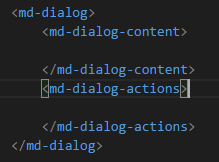 <md-dialog>
<md-dialog-content>
</md-dialog-content>
<md-dialog-actions>
</md-dialog-actions>
</md-dialog>